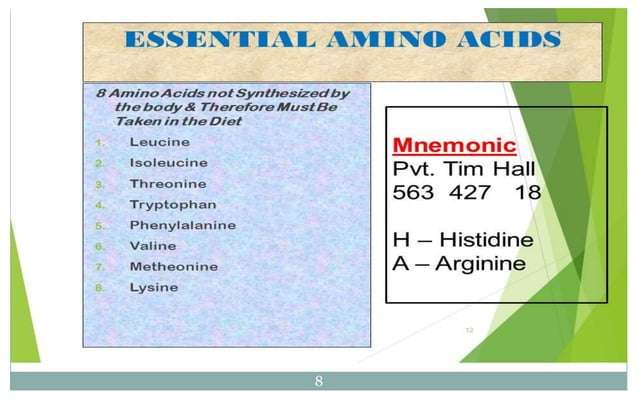 ESSENTIAL AMINO ACIDS
8 Amino Acids not Synthesized by
the body & Therefore Must Be
Taken in the Diet
1. Leucine
2. Isoleucine
3. Threonine
4. Tryptophan
5. Phenylalanine
6. Valine
7. Metheonine
8. Lysine
Mnemonic
Pvt. Tim Hall
563 427 18
H – Histidine
A – Arginine
12
8